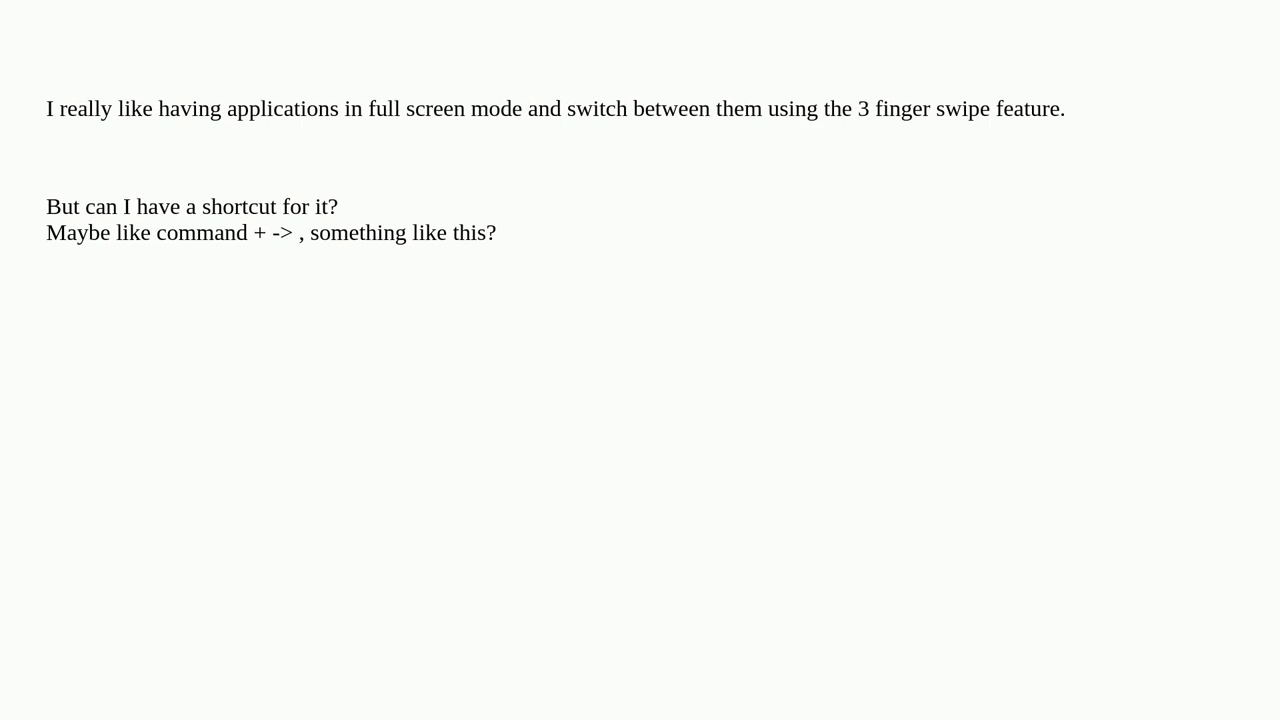 I really like having applications in full screen mode and switch between them using the 3 finger swipe feature.
But can I have a shortcut for it?
Maybe like command + -> , something like this?